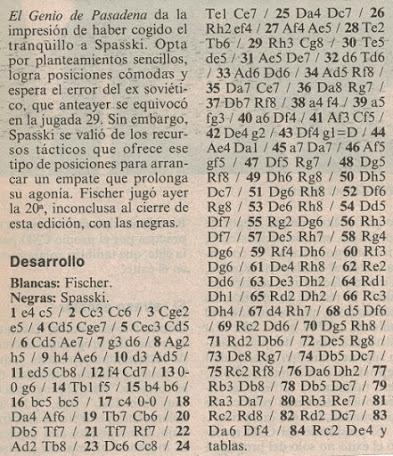 El Genio de Pasadena da la
impresión de haber cogido el
tranquillo a Spasski. Opta
por planteamientos sencillos,
logra posiciones cómodas y
espera el error del ex soviéti-
co, que anteayer se equivocó
en la jugada 29. Sin embargo,
Spasski se valió de los recur-
sos tácticos que ofrece ese
tipo de posiciones para arran-
car un empate que prolonga
su agonía. Fischer jugó ayer
la 20ª, inconclusa al cierre de
esta edición, con las negras.
Desarrollo
Blancas: Fischer.
Negras: Spasski.
1 e4 c5 / 2 Cc3 Cc6 / 3 Cge2
e5 / 4 Cd5 Cge7 / 5 Cec3 Cd5
/ 6 Cd5 Ae7 / 7 g3 d6 / 8 Ag2
h5 / 9 h4 Ae6 / 10 d3 Ad5 /
11 ed5 Cb8 / 12 f4 Cd7 / 13 0-
0 g6 / 14 Tb1 f5 / 15 b4 b6 /
16 bc5 bc5 / 17 c4 0-0 / 18
Da4 Af6 / 19 Tb7 Cb6 / 20
Db5 Tf7 / 21 Tf7 Rf7 / 22
Ad2 Tb8 / 23 Dc6 Cc8 / 24
Te1 Ce7 / 25 Da4 Dc7 / 26
Rh2 ef4 / 27 Af4 Ae5 / 28 Te2
Tb6 / 29 Rh3 Cg8 / 30 Te5
de5 / 31 Ae5 De7 / 32 d6 Td6
/ 33 Ad6 Dd6 / 34 Ad5 Rf8 /
35 Da7 Ce7 / 36 Da8 Rg7 /
37 Db7 Rf8 / 38 a4 f4 / 39 a5
fg3 / 40 a6 Df4 / 41 Af3 Cf5 /
42 De4 g2 / 43 Df4 g1=D / 44
Ae4 Da1 / 45 a7 Da7 / 46 Af5
gf5 / 47 Df5 Rg7 / 48 Dg5
Rf8 / 49 Dh6 Rg8 / 50 Dh5
Dc7 / 51 Dg6 Rh8 / 52 Df6
Rg8 / 53 De6 Rh8 / 54 Dd5
Df7 / 55 Rg2 Dg6 / 56 Rh3
Df7 / 57 De5 Rh7 / 58 Rg4
Dg6 / 59 Rf4 Dh6 / 60 Rf3
Dg6 / 61 De4 Rh8 / 62 Re2
Dd6 / 63 De3 Dh2 / 64 Rd1
Dh1 / 65 Rd2 Dh2 / 66 Rc3
Dh4 / 67 d4 Rh7 / 68 d5 Df6
/ 69 Rc2 Dd6 / 70 Dg5 Rh8 /
71 Rd2 Db6 / 72 De5 Rg8 /
73 De8 Rg7 / 74 Db5 Dc7 /
75 Rc2 Rf8 / 76 Da6 Dh2 / 77
Rb3 Db8 / 78 Db5 Dc7 / 79
Ra3 Da7 / 80 Rb3 Re7 / 81
Rc2 Rd8 / 82 Rd2 Dc7 / 83
Da6 Df4 / 84 Rc2 De4 y
tablas.